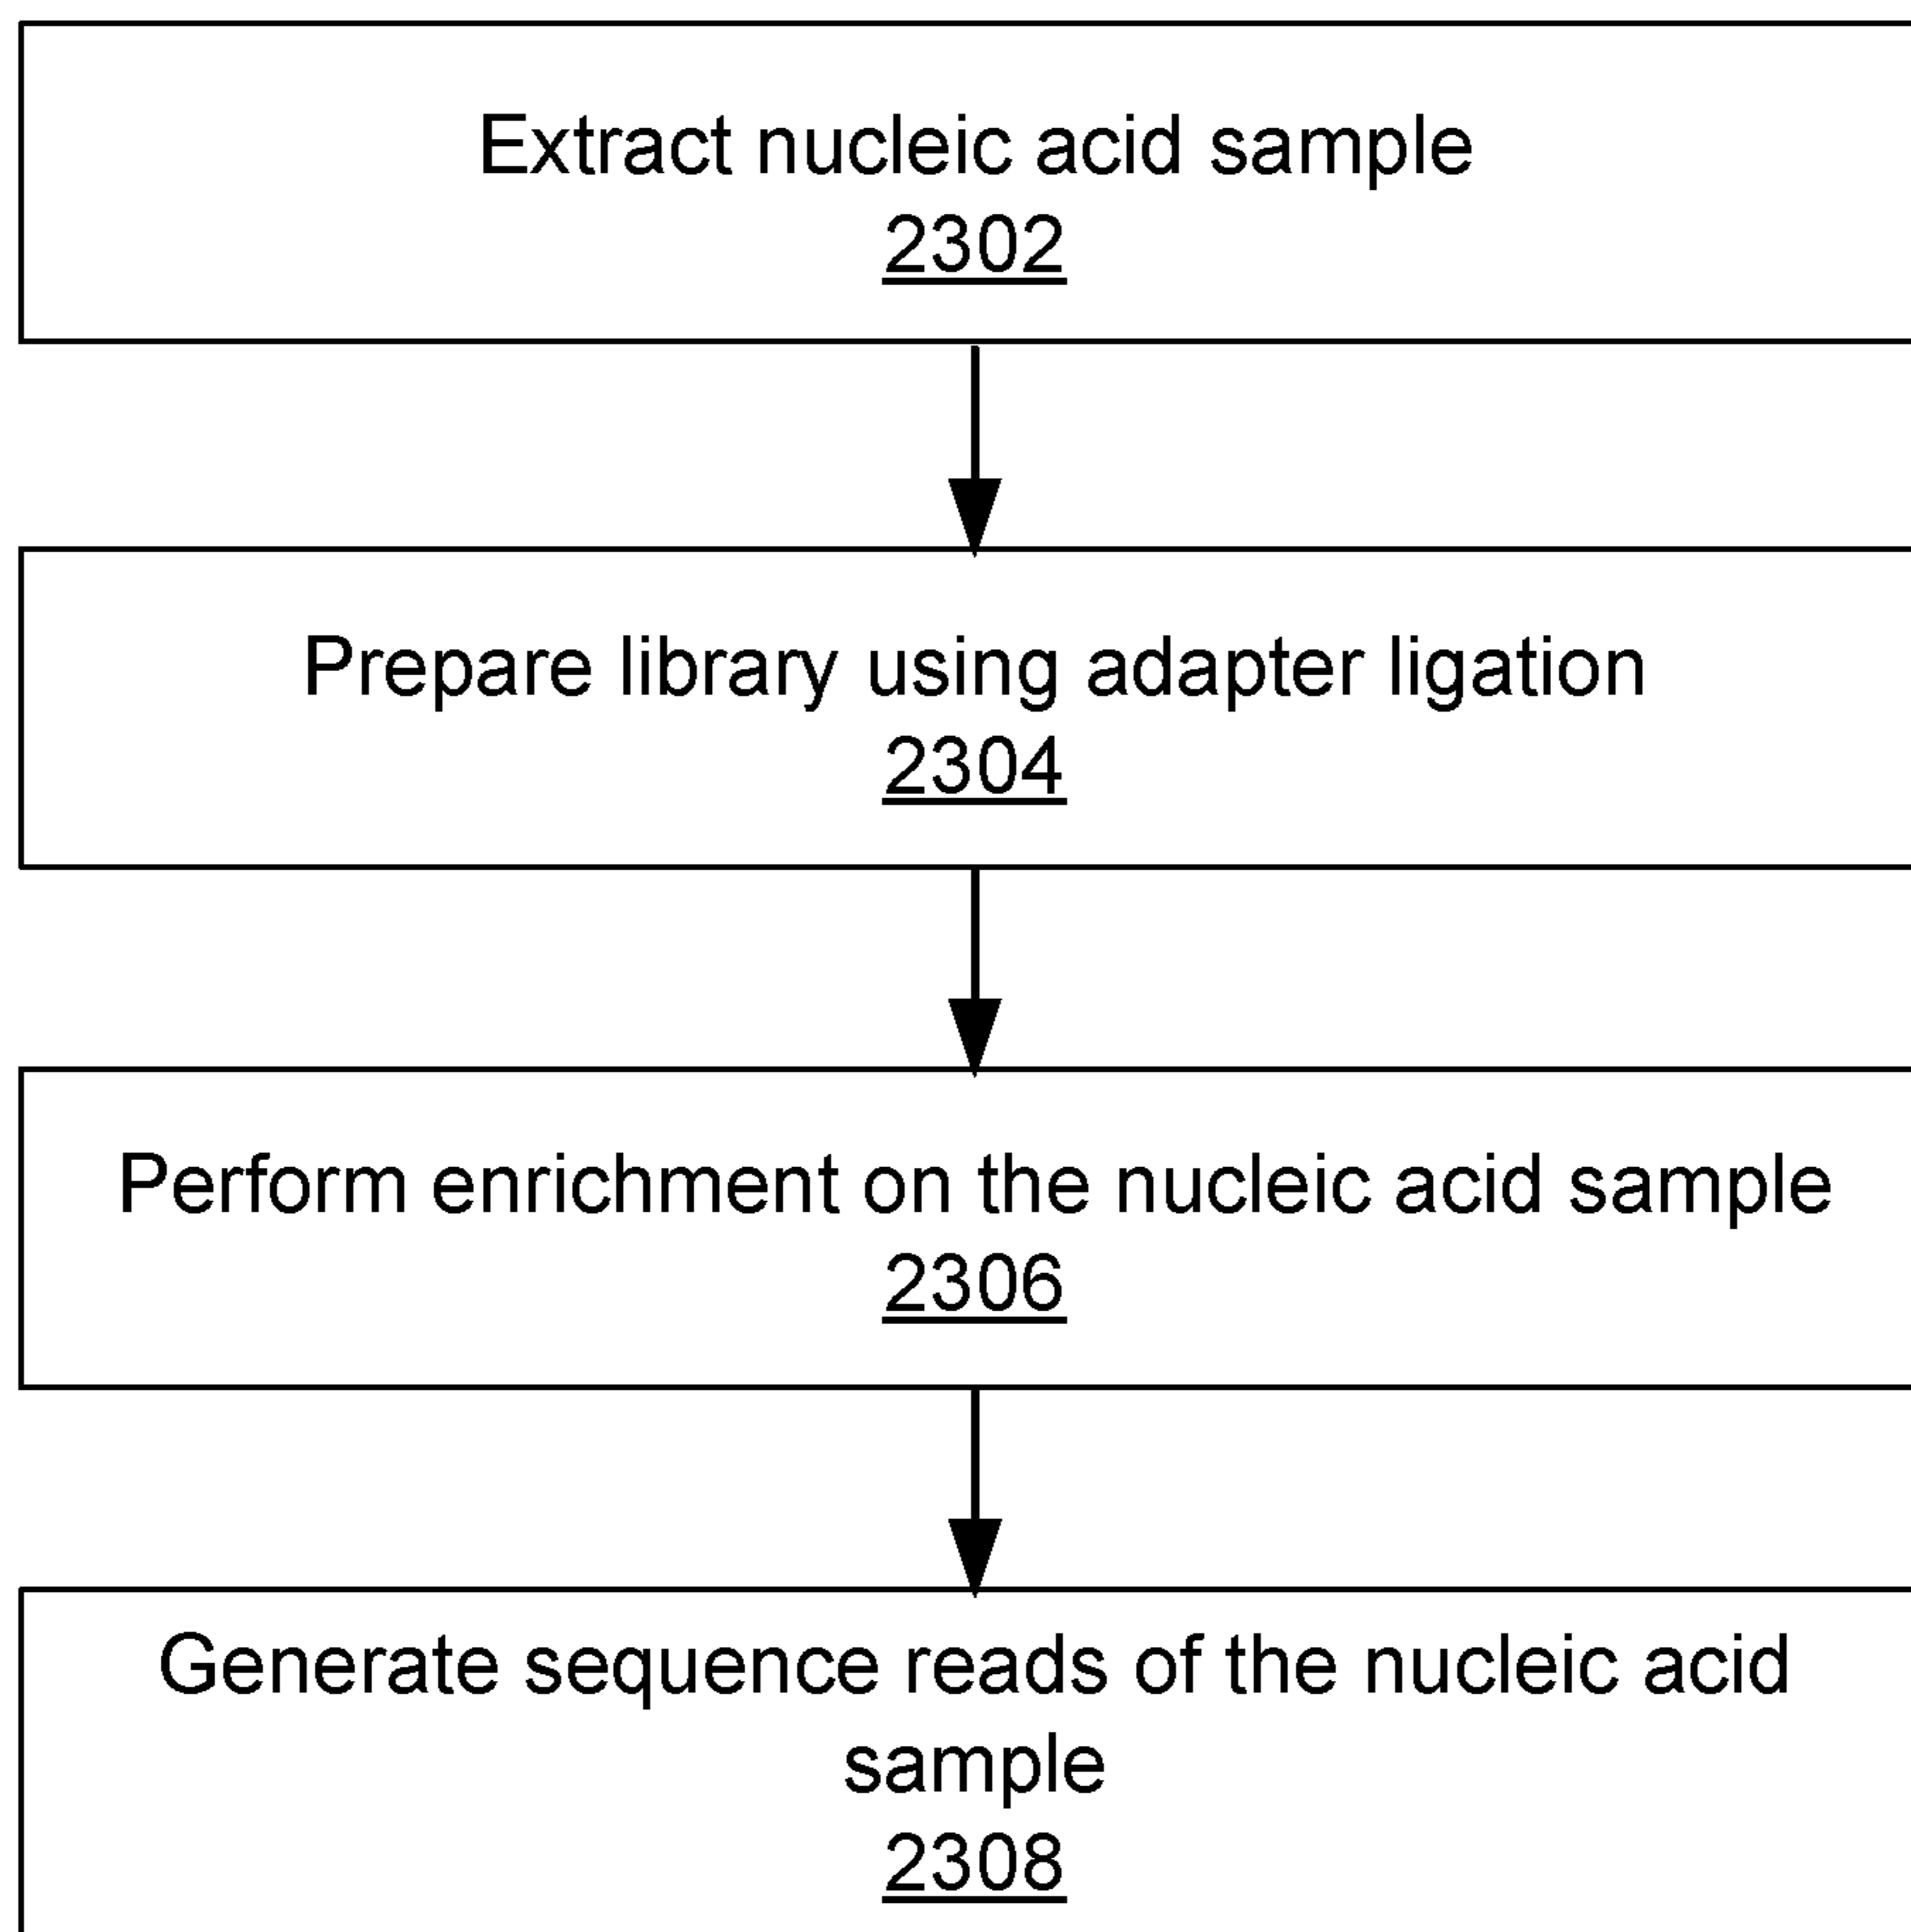 Extract nucleic acid sample
2302
Prepare library using adapter ligation
2304
Perform enrichment on the nucleic acid sample
2306
Generate sequence reads of the nucleic acid
sample
2308